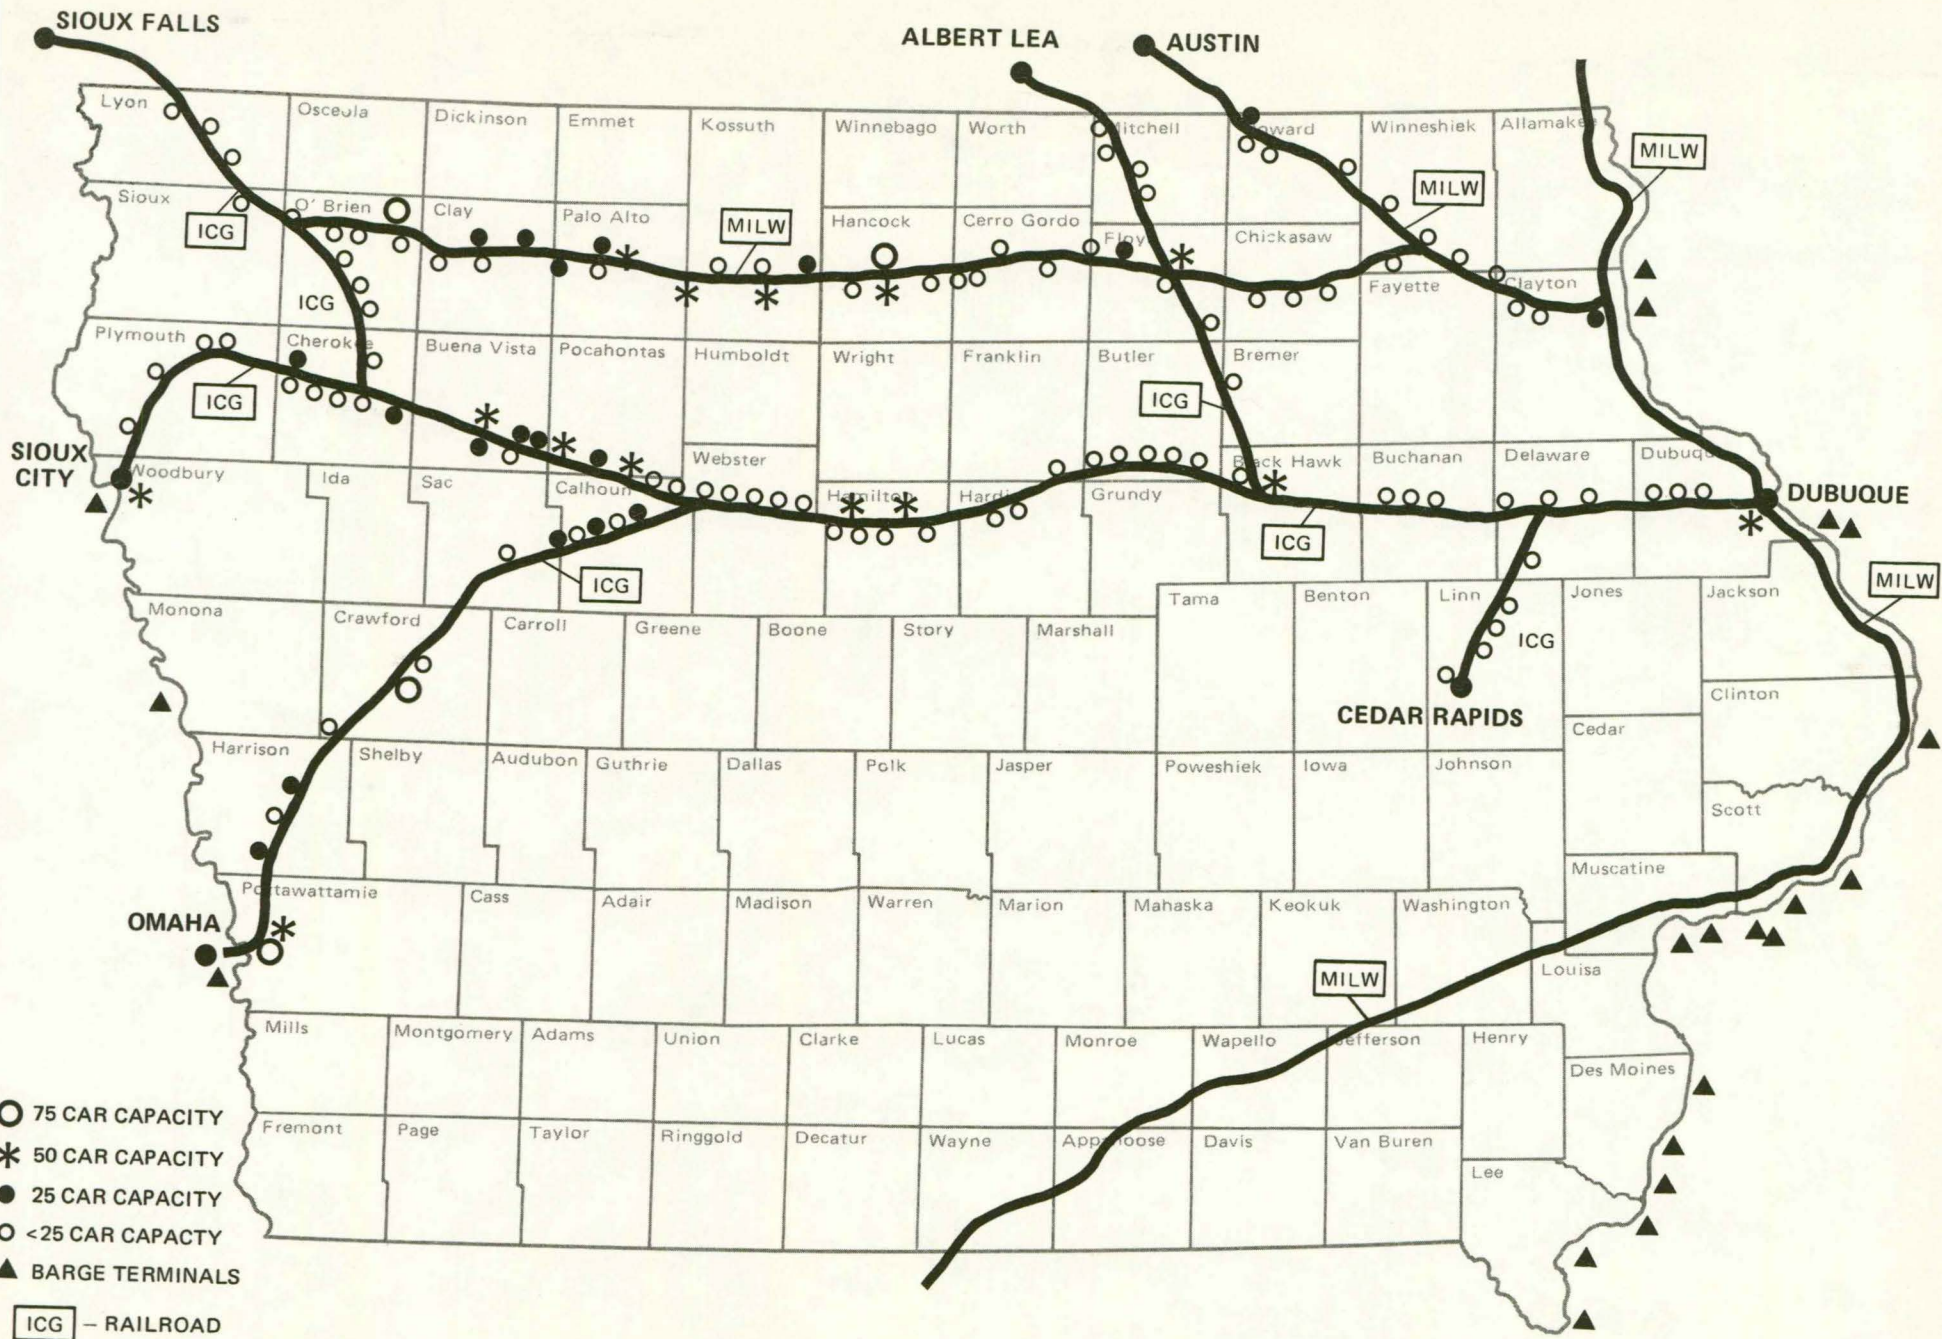 SIOUX FALLS
ALBERT LEA
AUSTIN
Lyon
Osceola
Dickinson
Emmet
Kossuth
Winnebago
Worth
Mitchell
Howard
Winneshiek
Allamakee
MILW
Sioux
ICG
O' Brien
Clay
Palo Alto
MILW
Hancock
Cerro Gordo
Floyd
Chickasaw
MILW
Fayette
Clayton
ICG
Plymouth
Cherokee
Buena Vista
Pocahontas
Humboldt
Wright
Franklin
Butler
Bremer
ICG
ICG
SIOUX
CITY
Woodbury
Ida
Sac
Calhoun
Webster
Hamilton
Hardin
Grundy
Black Hawk
Buchanan
Delaware
Dubuque
DUBUQUE
ICG
ICG
MILW
Monona
Crawford
Carroll
Greene
Boone
Story
Marshall
Tama
Benton
Linn
Jones
Jackson
ICG
CEDAR RAPIDS
Clinton
Harrison
Shelby
Audubon
Guthrie
Dallas
Polk
Jasper
Poweshiek
Iowa
Johnson
Cedar
Scott
Muscatine
OMAHA
Pottawattamie
Cass
Adair
Madison
Warren
Marion
Mahaska
Keokuk
Washington
Louisa
MILW
Mills
Montgomery
Adams
Union
Clarke
Lucas
Monroe
Wapello
Jefferson
Henry
Des Moines
Fremont
Page
Taylor
Ringgold
Decatur
Wayne
Appanoose
Davis
Van Buren
Lee
75 CAR CAPACITY
50 CAR CAPACITY
25 CAR CAPACITY
<25 CAR CAPACTY
BARGE TERMINALS
ICG – RAILROAD